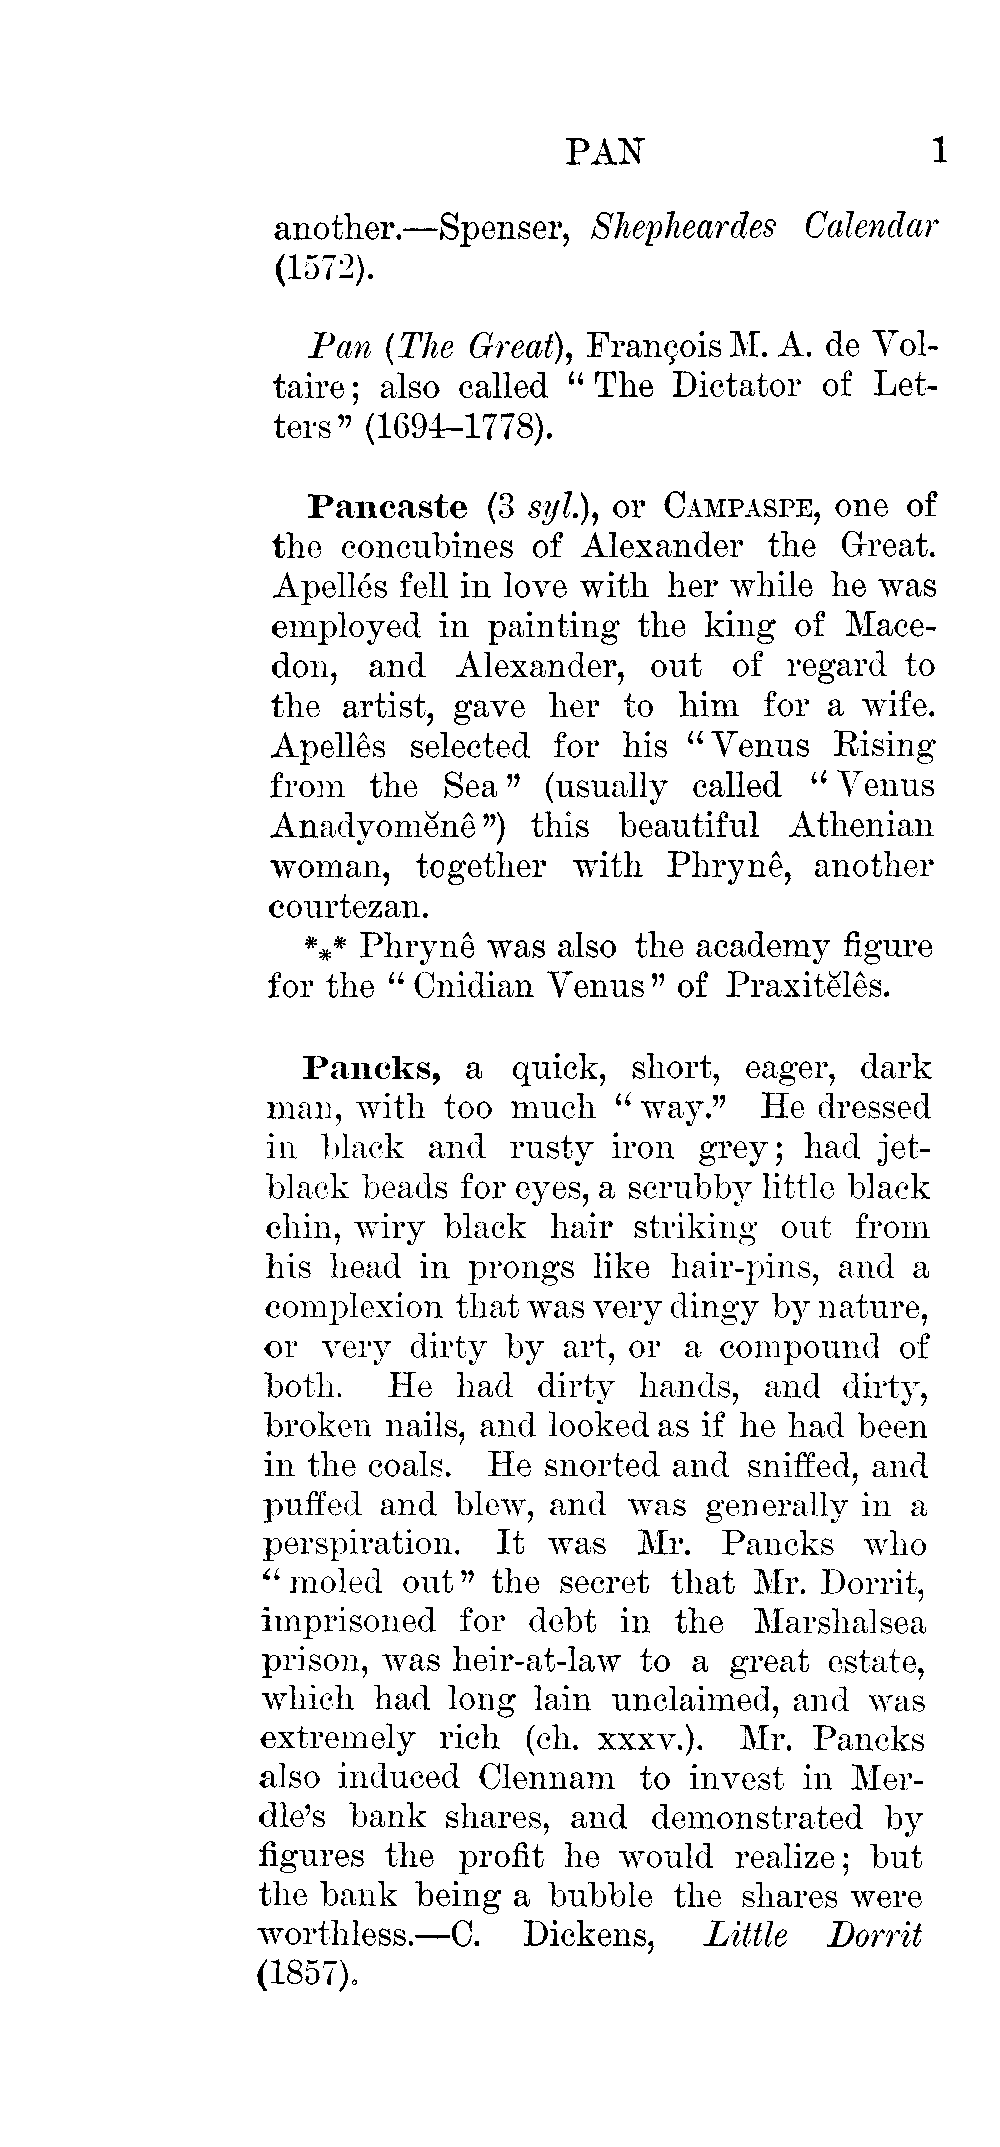 PAN 1
another.—Spenser, Shepheardes Calendar
(1572).
Pan (The Great), François M. A. de Vol-
taire; also called “The Dictator of Let-
ters” (1694–1778).
Pancaste (3 syl.), or CAMPASPE, one of
the concubines of Alexander the Great.
Apellés fell in love with her while he was
employed in painting the king of Mace-
don, and Alexander, out of regard to
the artist, gave her to him for a wife.
Apellês selected for his “Venus Rising
from the Sea” (usually called “Venus
Anadyomĕnê”) this beautiful Athenian
woman, together with Phrynê, another
courtezan.
*⁎* Phrynê was also the academy figure
for the “Cnidian Venus” of Praxitĕlês.
Pancks, a quick, short, eager, dark
man, with too much “way.” He dressed
in black and rusty iron grey; had jet-
black beads for eyes, a scrubby little black
chin, wiry black hair striking out from
his head in prongs like hair-pins, and a
complexion that was very dingy by nature,
or very dirty by art, or a compound of
both. He had dirty hands, and dirty,
broken nails, and looked as if he had been
in the coals. He snorted and sniffed, and
puffed and blew, and was generally in a
perspiration. It was Mr. Pancks who
“moled out” the secret that Mr. Dorrit,
imprisoned for debt in the Marshalsea
prison, was heir-at-law to a great estate,
which had long lain unclaimed, and was
extremely rich (ch. xxxv.). Mr. Pancks
also induced Clennam to invest in Mer-
dle’s bank shares, and demonstrated by
figures the profit he would realize; but
the bank being a bubble the shares were
worthless.—C. Dickens, Little Dorrit
(1857).